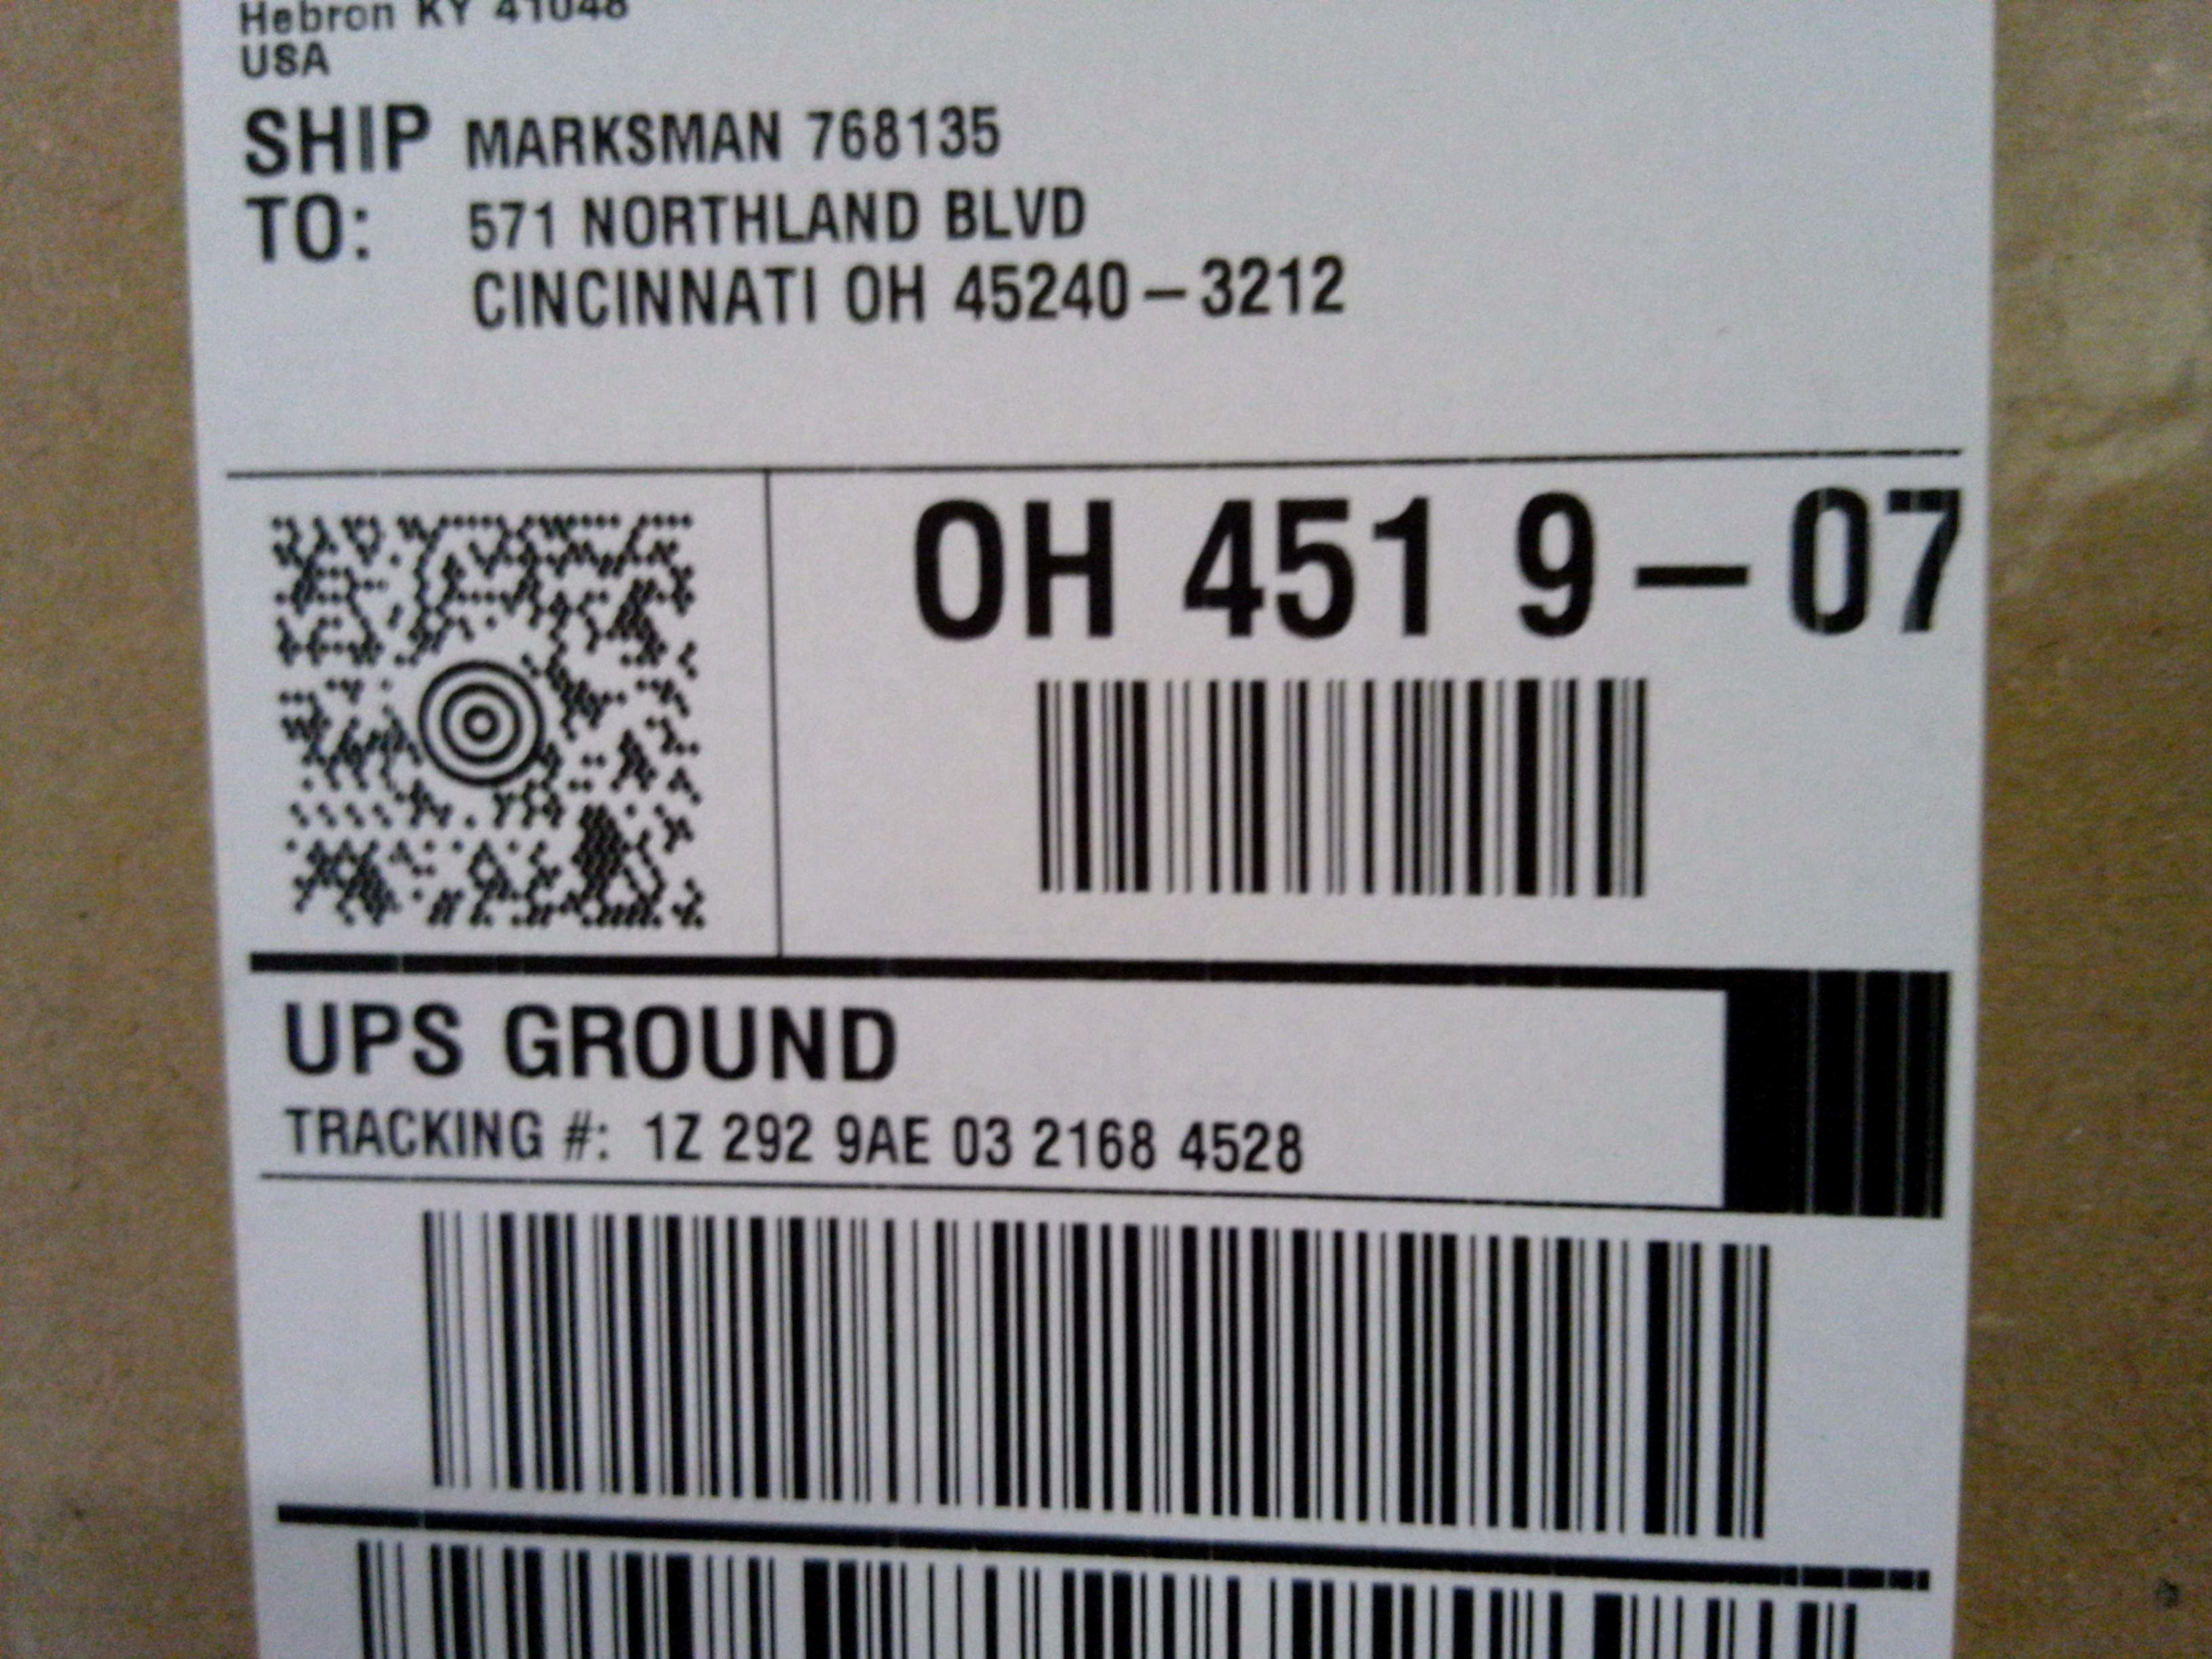 Hebron KY 41048
USA
SHIP TO:
MARKSMAN 768135
571 NORTHLAND BLVD
CINCINNATI OH 45240-3212
OH 451 9-07
UPS GROUND
TRACKING #: 1Z 292 9AE 03 2168 4528